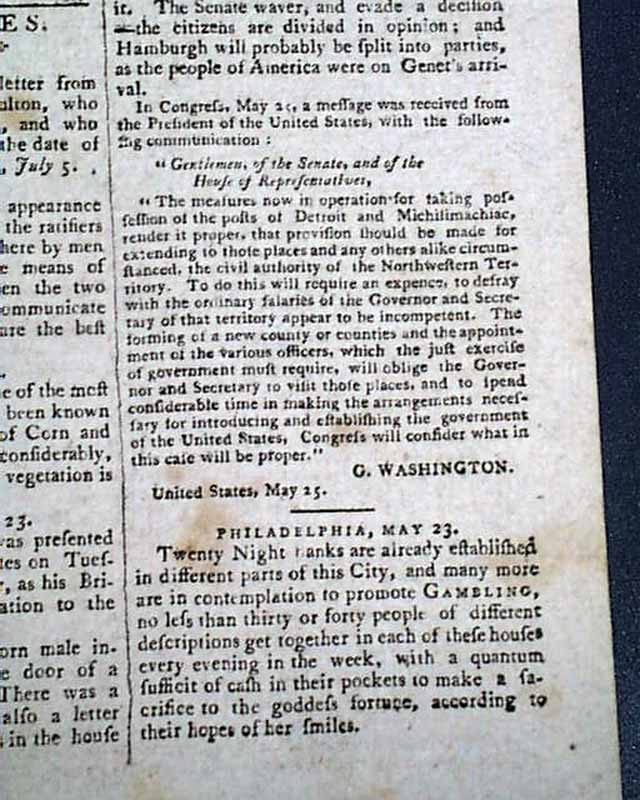 ES.
letter from
alton, who
, and who
the date of
July 5.
appearance
the ratifiers
here by men
e means of
en the two
ommunicate
are the beſt
e of the moſt
been known
of Corn and
conſiderably,
vegetation is
23.
was preſented
tes on Tueſ-
, as his Bri-
ation to the
orn male in-
e door of a
There was a
alſo a letter
in the houſe
it. The Senate waver, and evade a deciſion
—the citizens are divided in opinion; and
Hamburgh will probably be ſplit into parties,
as the people of America were on Genet's arri-
val.
In Congreſs, May 25, a meſſage was received from
the Preſident of the United States, with the follow-
ing communication:
“ Gentlemen, of the Senate, and of the
Houſe of Repreſentatives,
“ The meaſures now in operation for taking poſ-
ſeſſion of the poſts of Detroit and Michilimachiac,
render it proper, that proviſion ſhould be made for
extending to thoſe places and any others alike circum-
ſtanced, the civil authority of the Northweſtern Ter-
ritory. To do this will require an expence, to defray
with the ordinary ſalaries of the Governor and Secre-
tary of that territory appear to be incompetent. The
forming of a new county or counties and the appoint-
ment of the various officers, which the juſt exerciſe
of government muſt require, will oblige the Gover-
nor and Secretary to viſit thoſe places, and to ſpend
conſiderable time in making the arrangements neceſ-
ſary for introducing and eſtabliſhing the government
of the United States, Congreſs will conſider what in
this caſe will be proper.”
G. WASHINGTON.
United States, May 25.
PHILADELPHIA, MAY 23.
Twenty Night Banks are already eſtabliſhed
in different parts of this City, and many more
are in contemplation to promote GAMBLING,
no leſs than thirty or forty people of different
deſcriptions get together in each of theſe houſes
every evening in the week, with a quantum
ſufficit of caſh in their pockets to make a ſa-
crifice to the goddeſs fortune, according to
their hopes of her ſmiles.